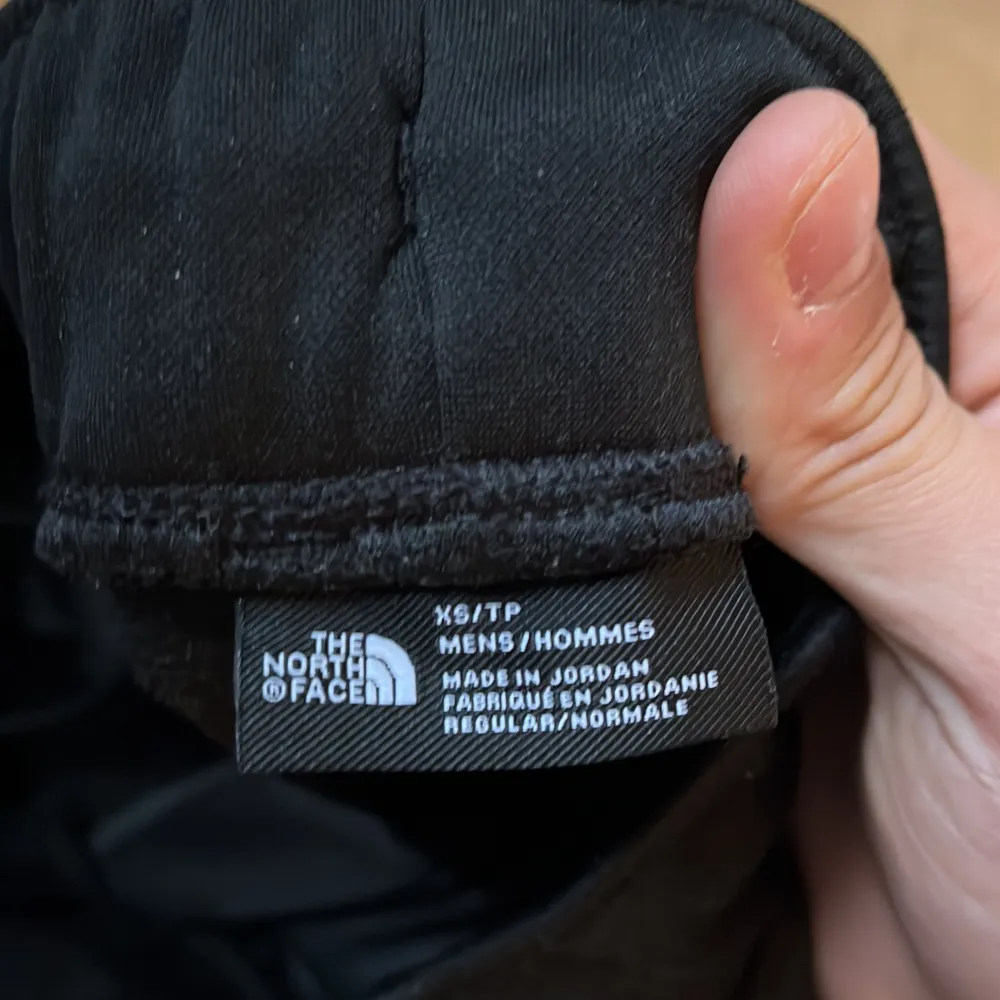 THE
NORTH
® FACE
XS/TP
MENS/HOMMES
MADE IN JORDAN
FABRIQUÉ EN JORDANIE
REGULAR/NORMALE